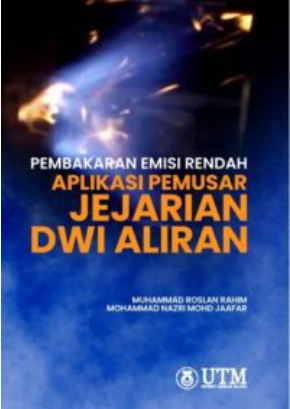 PEMBAKARAN EMISI RENDAH
APLIKASI PEMUSAR
JEJARIAN
DWI ALIRAN
MUHAMMAD ROSLAN RAHIM
MOHAMMAD NAZRI MOHD JAAFAR
UTM